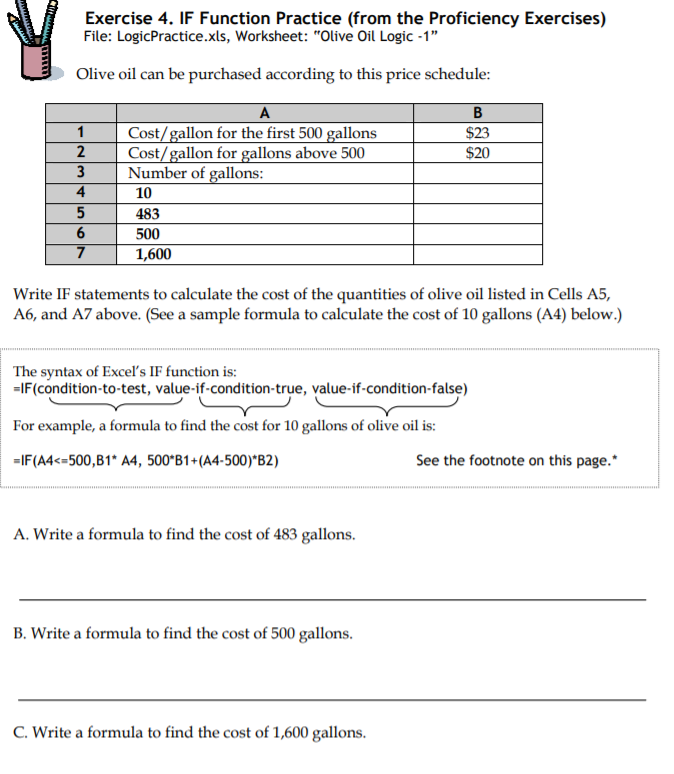 Exercise 4. IF Function Practice (from the Proficiency Exercises)
File: LogicPractice.xls, Worksheet: "Olive Oil Logic -1”
Olive oil can be purchased according to this price schedule:
A B
1 Cost/gallon for the first 500 gallons $23
2 Cost/gallon for gallons above 500 $20
3 Number of gallons:
4 10
5 483
6 500
7 1,600
Write IF statements to calculate the cost of the quantities of olive oil listed in Cells A5,
A6, and A7 above. (See a sample formula to calculate the cost of 10 gallons (A4) below.)
The syntax of Excel's IF function is:
=IF(condition-to-test, value-if-condition-true, value-if-condition-false)
For example, a formula to find the cost for 10 gallons of olive oil is:
=IF(A4<=500,B1* A4, 500*B1+(A4-500)*B2) See the footnote on this page.*
A. Write a formula to find the cost of 483 gallons.
B. Write a formula to find the cost of 500 gallons.
C. Write a formula to find the cost of 1,600 gallons.